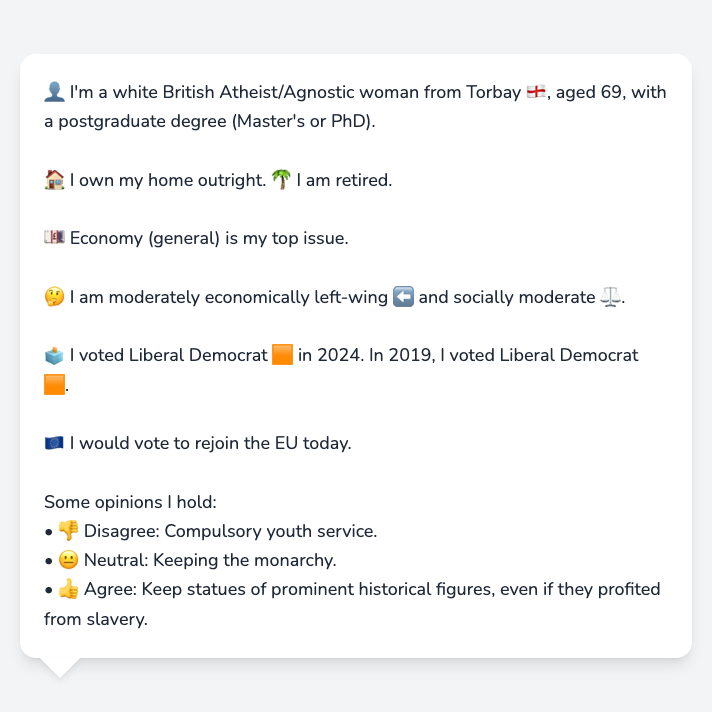 👤 I'm a white British Atheist/Agnostic woman from Torbay 🏴󠁧󠁢󠁥󠁮󠁧󠁿, aged 69, with
a postgraduate degree (Master's or PhD).
🏠 I own my home outright. 🌴 I am retired.
💷 Economy (general) is my top issue.
🤔 I am moderately economically left-wing ⬅️ and socially moderate ⚖️.
🗳️ I voted Liberal Democrat 🟧 in 2024. In 2019, I voted Liberal Democrat
🟧.
🇪🇺 I would vote to rejoin the EU today.
Some opinions I hold:
• 👎 Disagree: Compulsory youth service.
• 😐 Neutral: Keeping the monarchy.
• 👍 Agree: Keep statues of prominent historical figures, even if they profited
from slavery.